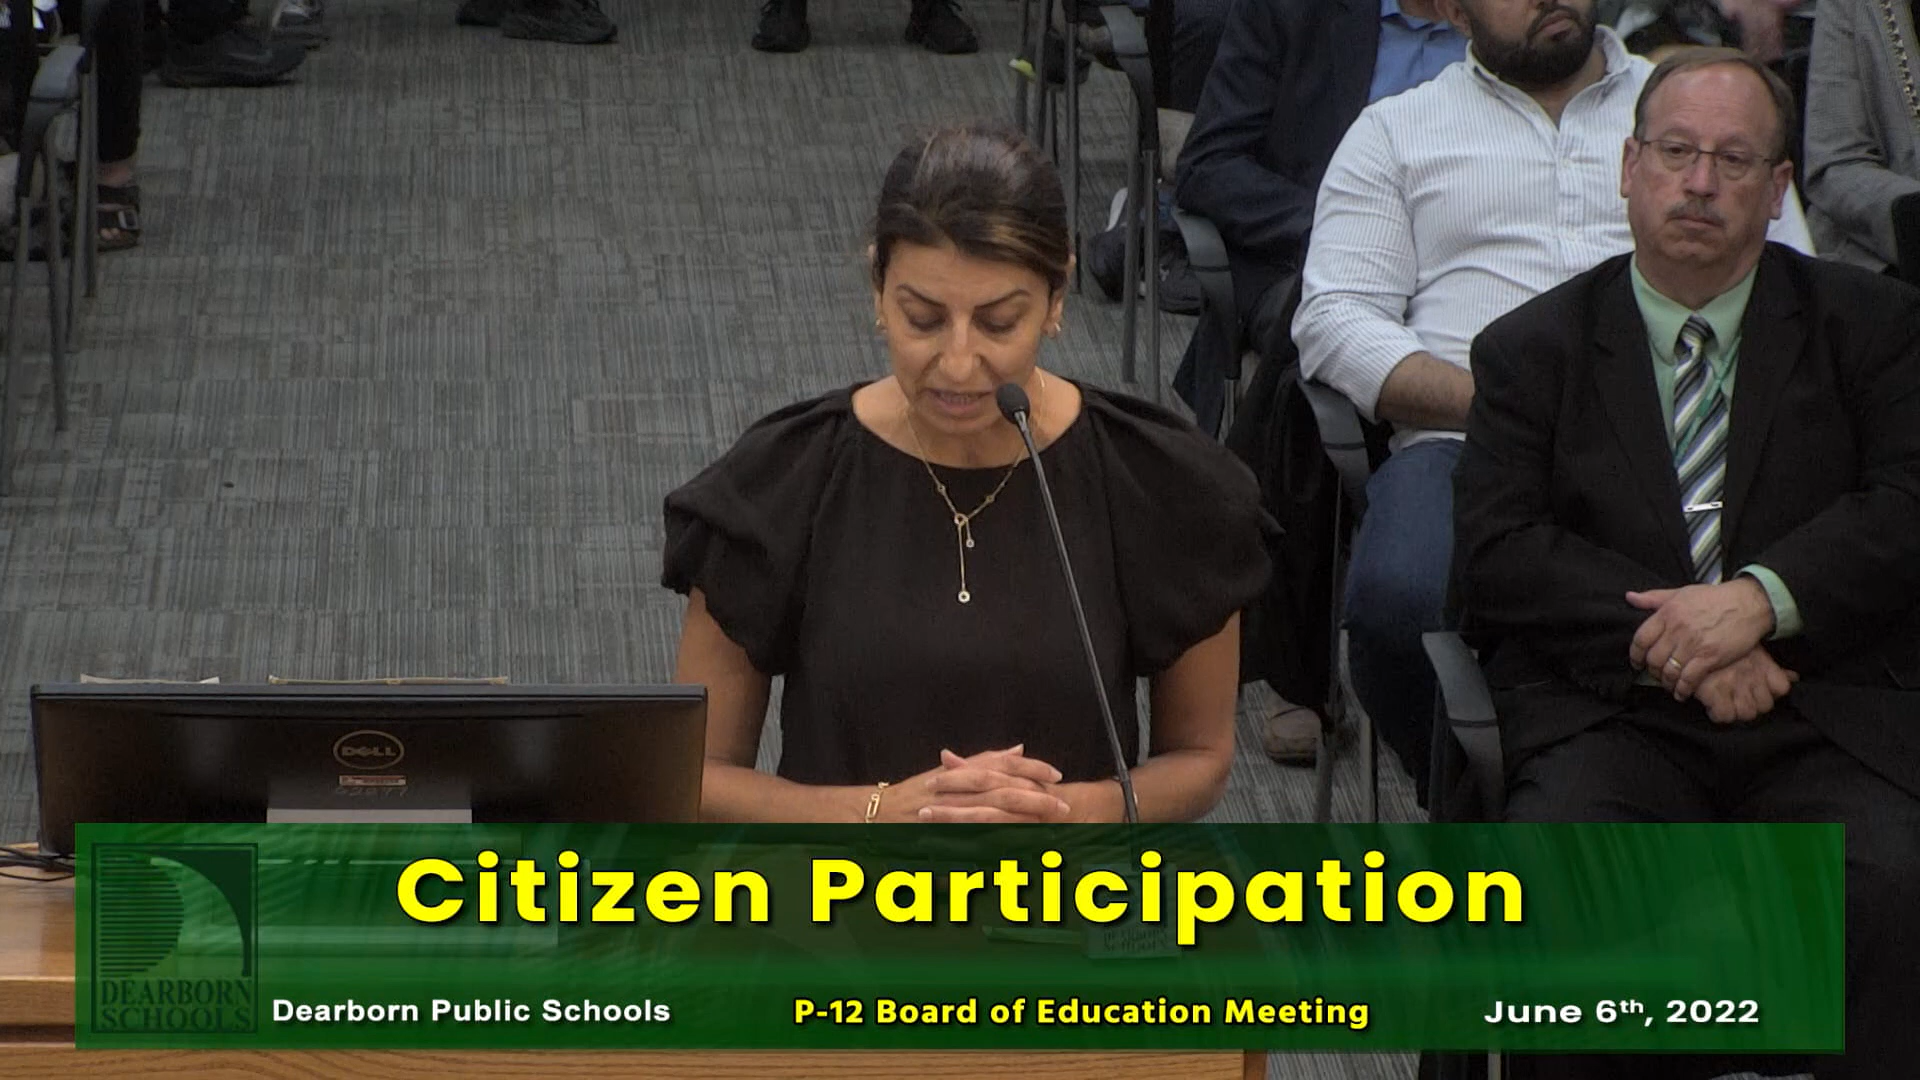 DELL
Citizen Participation
DEARBORN
SCHOOLS
Dearborn Public Schools
P-12 Board of Education Meeting
June 6th, 2022